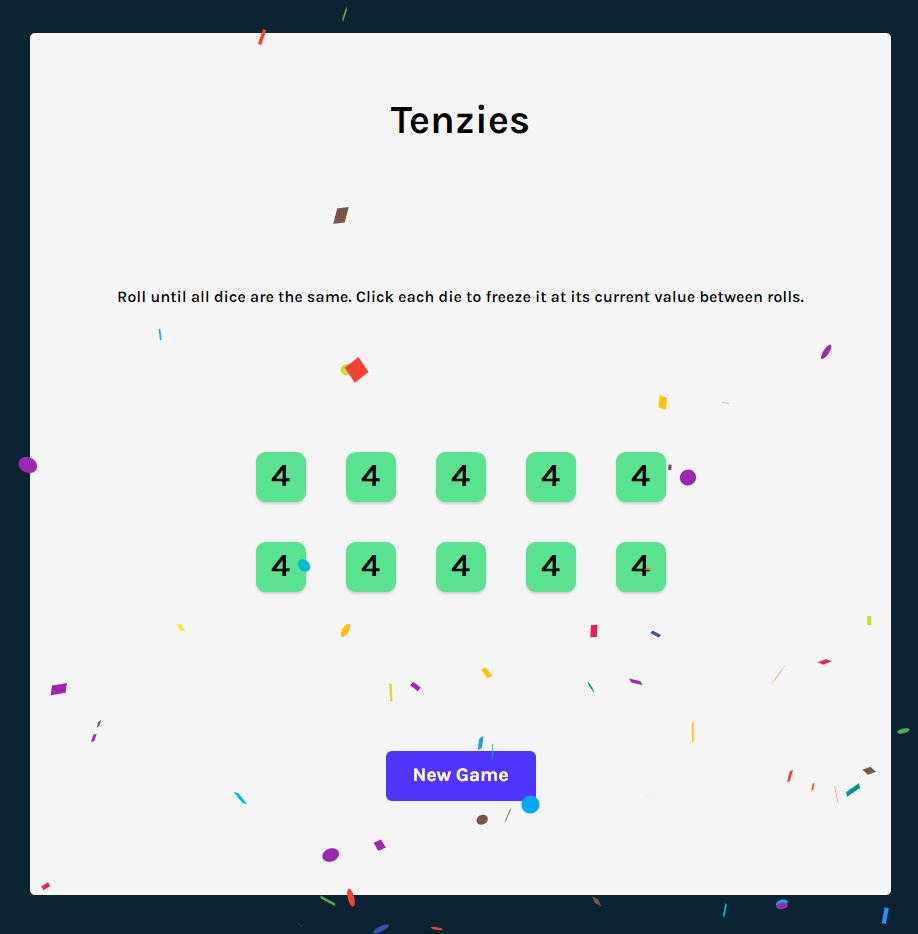 Tenzies
Roll until all dice are the same. Click each die to freeze it at its current value between rolls.
4 4 4 4 4
4 4 4 4 4
New Game